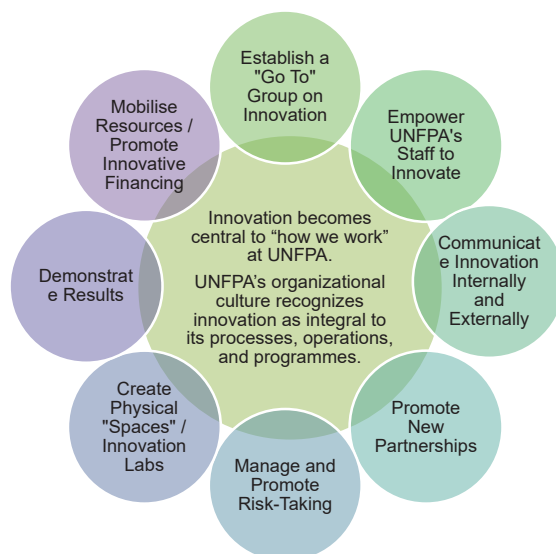 Establish a
"Go To"
Group on
Innovation
Empower
UNFPA's
Staff to
Innovate
Communicat
e Innovation
Internally
and
Externally
Promote
New
Partnerships
Manage and
Promote
Risk-Taking
Create
Physical
"Spaces" /
Innovation
Labs
Demonstrat
e Results
Mobilise
Resources /
Promote
Innovative
Financing
Innovation becomes
central to “how we work”
at UNFPA.
UNFPA’s organizational
culture recognizes
innovation as integral to
its processes, operations,
and programmes.